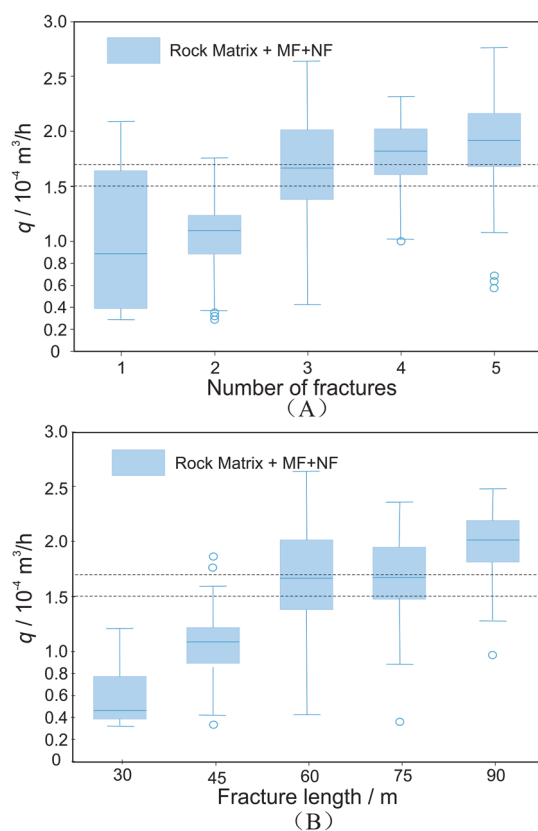 3.0
Rock Matrix + MF+NF
2.5
2.0
1.5
1.0
0.8
0.6
0.4
0.2
0
q / 10⁻⁴ m³/h
1 2 3 4 5
Number of fractures
（A）
3.0
Rock Matrix + MF+NF
2.5
2.0
1.5
1.0
0.8
0.6
0.4
0.2
0
q / 10⁻⁴ m³/h
30 45 60 75 90
Fracture length / m
（B）